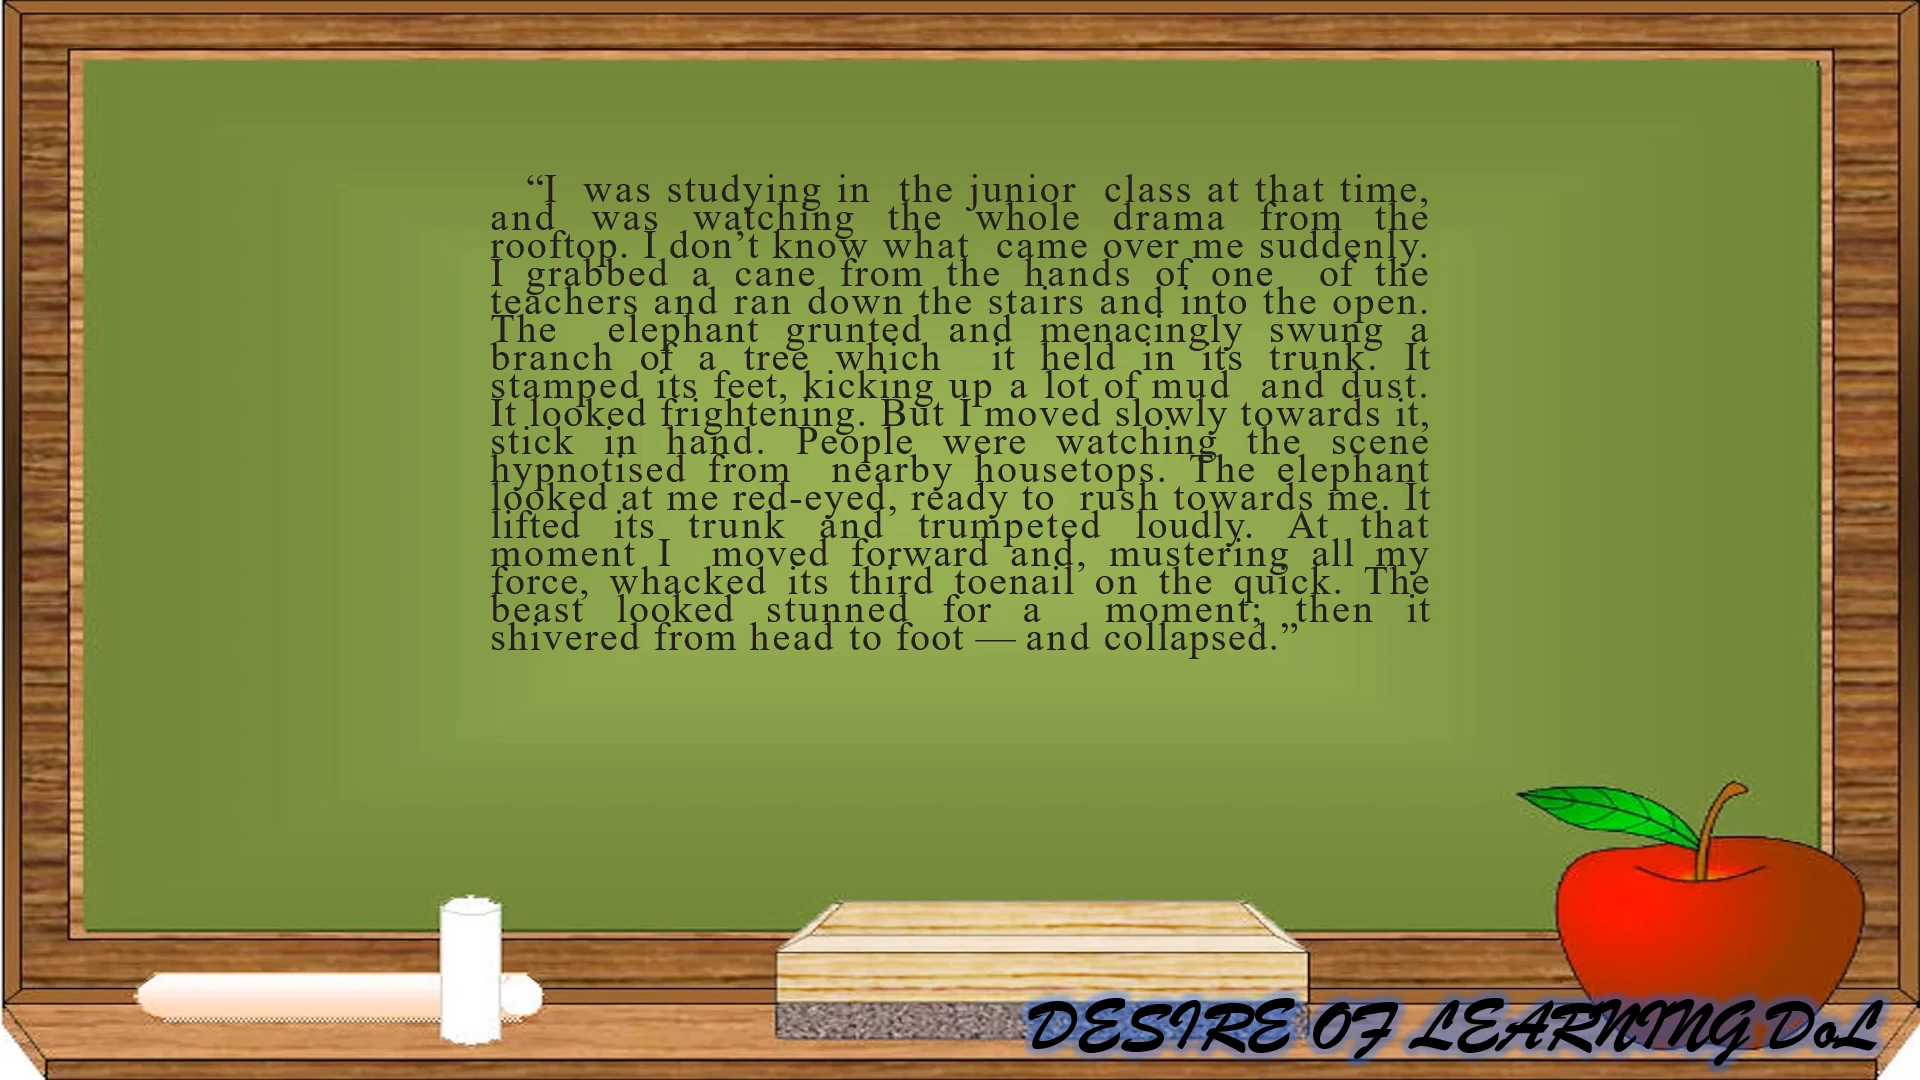 “I was studying in the junior class at that time,
and was watching the whole drama from the
rooftop. I don’t know what came over me suddenly.
I grabbed a cane from the hands of one of the
teachers and ran down the stairs and into the open.
The elephant grunted and menacingly swung a
branch of a tree which it held in its trunk. It
stamped its feet, kicking up a lot of mud and dust.
It looked frightening. But I moved slowly towards it,
stick in hand. People were watching the scene
hypnotised from nearby housetops. The elephant
looked at me red-eyed, ready to rush towards me. It
lifted its trunk and trumpeted loudly. At that
moment I moved forward and, mustering all my
force, whacked its third toenail on the quick. The
beast looked stunned for a moment; then it
shivered from head to foot — and collapsed.”
DESIRE OF LEARNING DoL